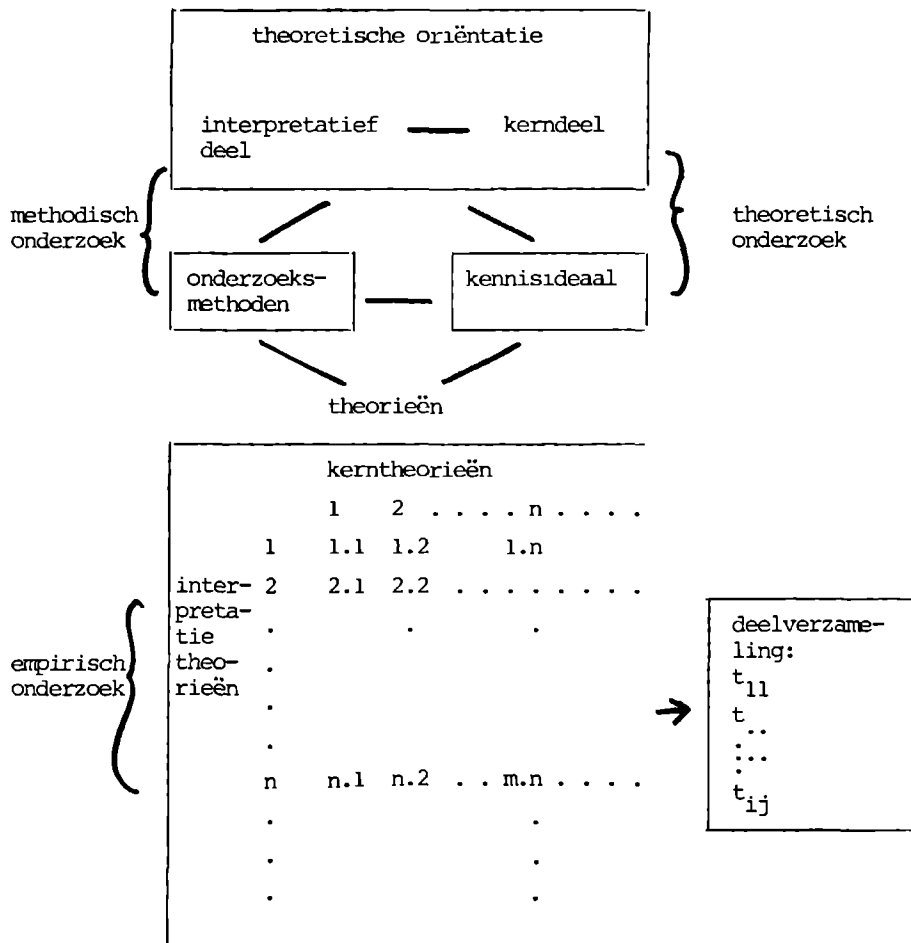 theoretische oriëntatie
interpretatief
deel
kerndeel
methodisch
onderzoek
theoretisch
onderzoek
onderzoeks-
methoden
kennisideaal
theorieën
kerntheorieën
1 2 . . . . n . . . . .
1 1.1 1.2 1.n
inter- 2 2.1 2.2 . . . . . . . . .
preta-
tie . . .
theo- .
rieën
.
.
empirisch
onderzoek
n n.1 n.2 . . m.n . . . . .
. .
. .
. .
deelverzame-
ling:
t11
t..
:..
:
tij